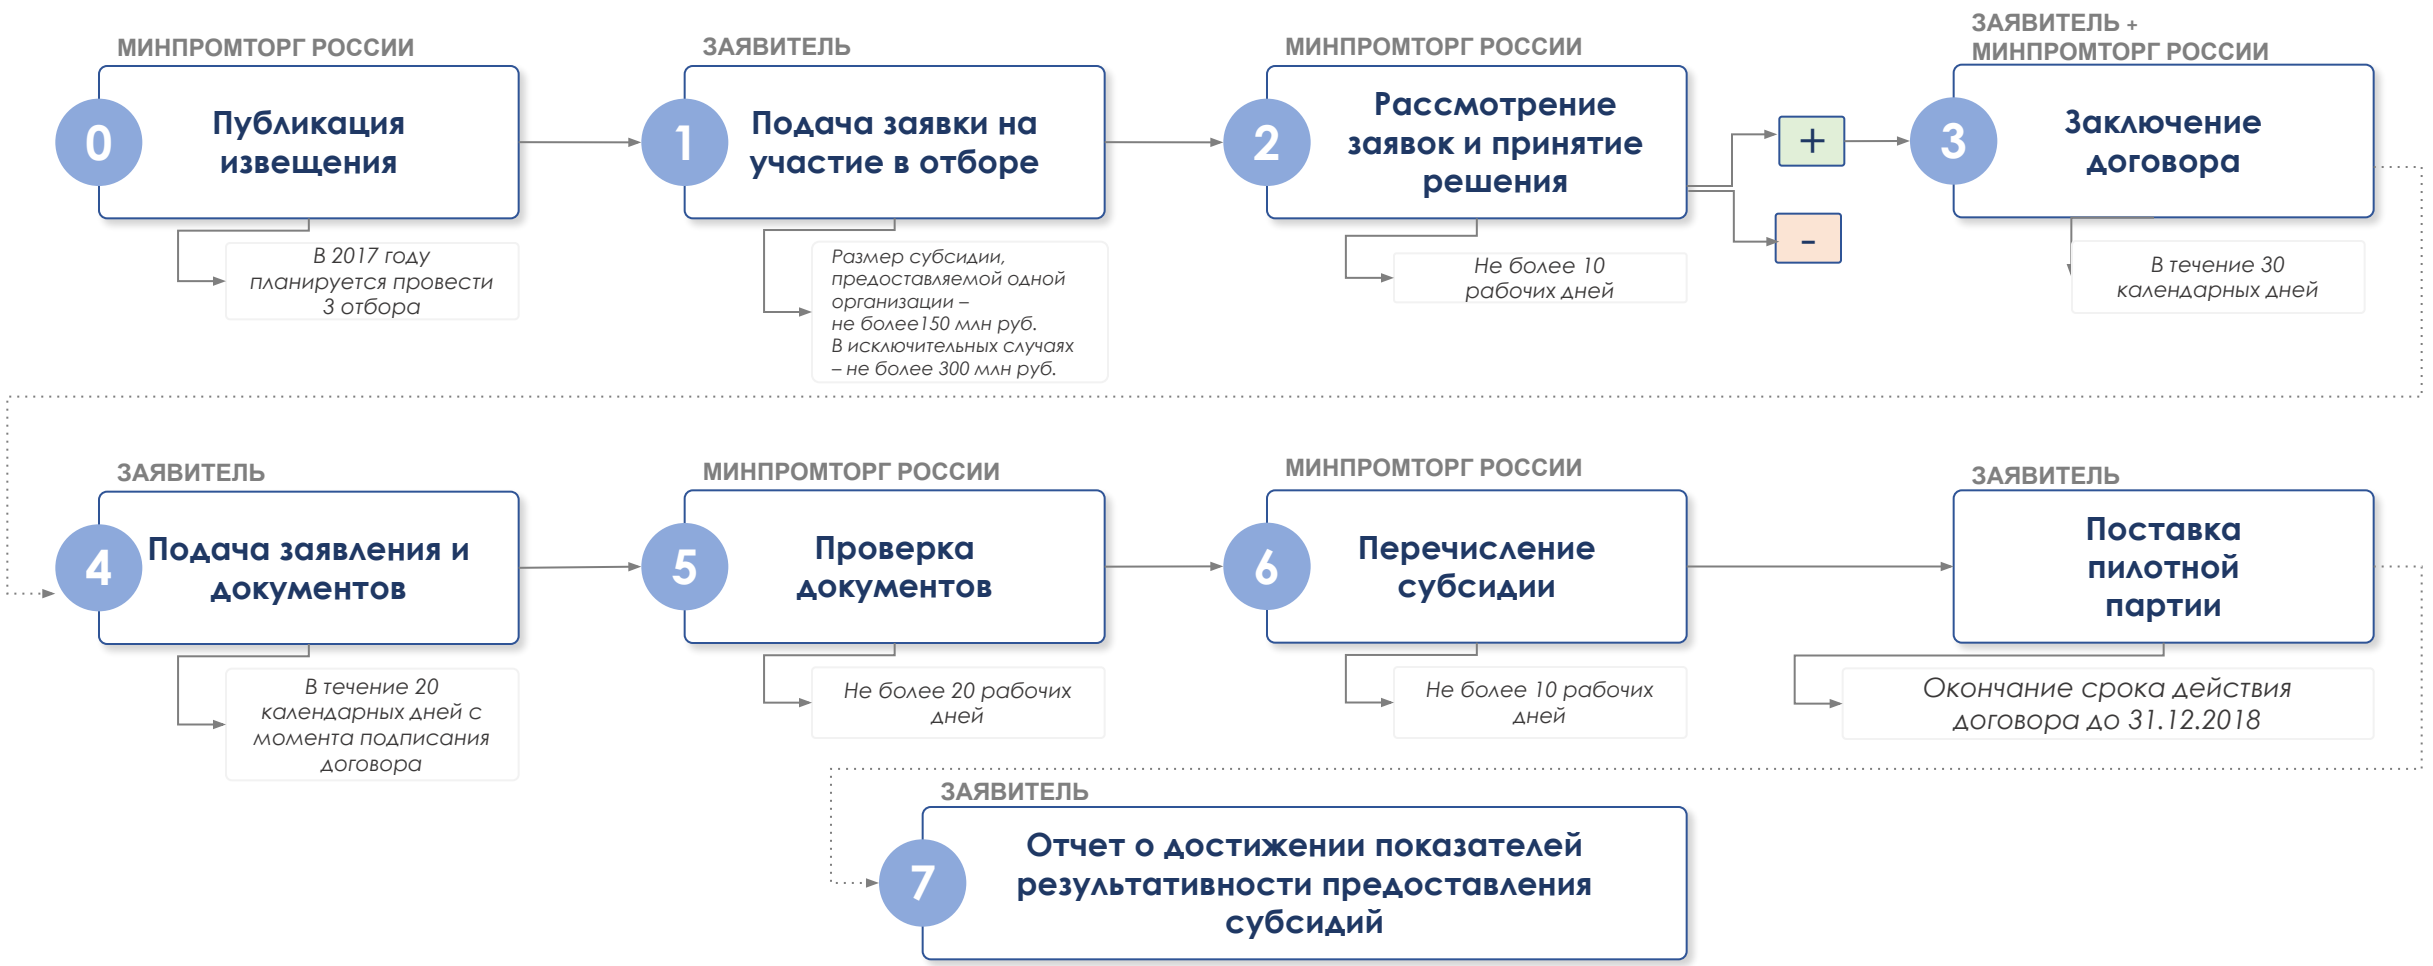 МИНПРОМТОРГ РОССИИ
0
Публикация
извещения
В 2017 году
планируется провести
3 отбора
ЗАЯВИТЕЛЬ
1
Подача заявки на
участие в отборе
Размер субсидии,
предоставляемой одной
организации –
не более150 млн руб.
В исключительных случаях
– не более 300 млн руб.
МИНПРОМТОРГ РОССИИ
2
Рассмотрение
заявок и принятие
решения
Не более 10
рабочих дней
+
-
ЗАЯВИТЕЛЬ +
МИНПРОМТОРГ РОССИИ
3
Заключение
договора
В течение 30
календарных дней
ЗАЯВИТЕЛЬ
4
Подача заявления и
документов
В течение 20
календарных дней с
момента подписания
договора
МИНПРОМТОРГ РОССИИ
5
Проверка
документов
Не более 20 рабочих
дней
МИНПРОМТОРГ РОССИИ
6
Перечисление
субсидии
Не более 10 рабочих
дней
ЗАЯВИТЕЛЬ
Поставка
пилотной
партии
Окончание срока действия
договора до 31.12.2018
ЗАЯВИТЕЛЬ
7
Отчет о достижении показателей
результативности предоставления
субсидий